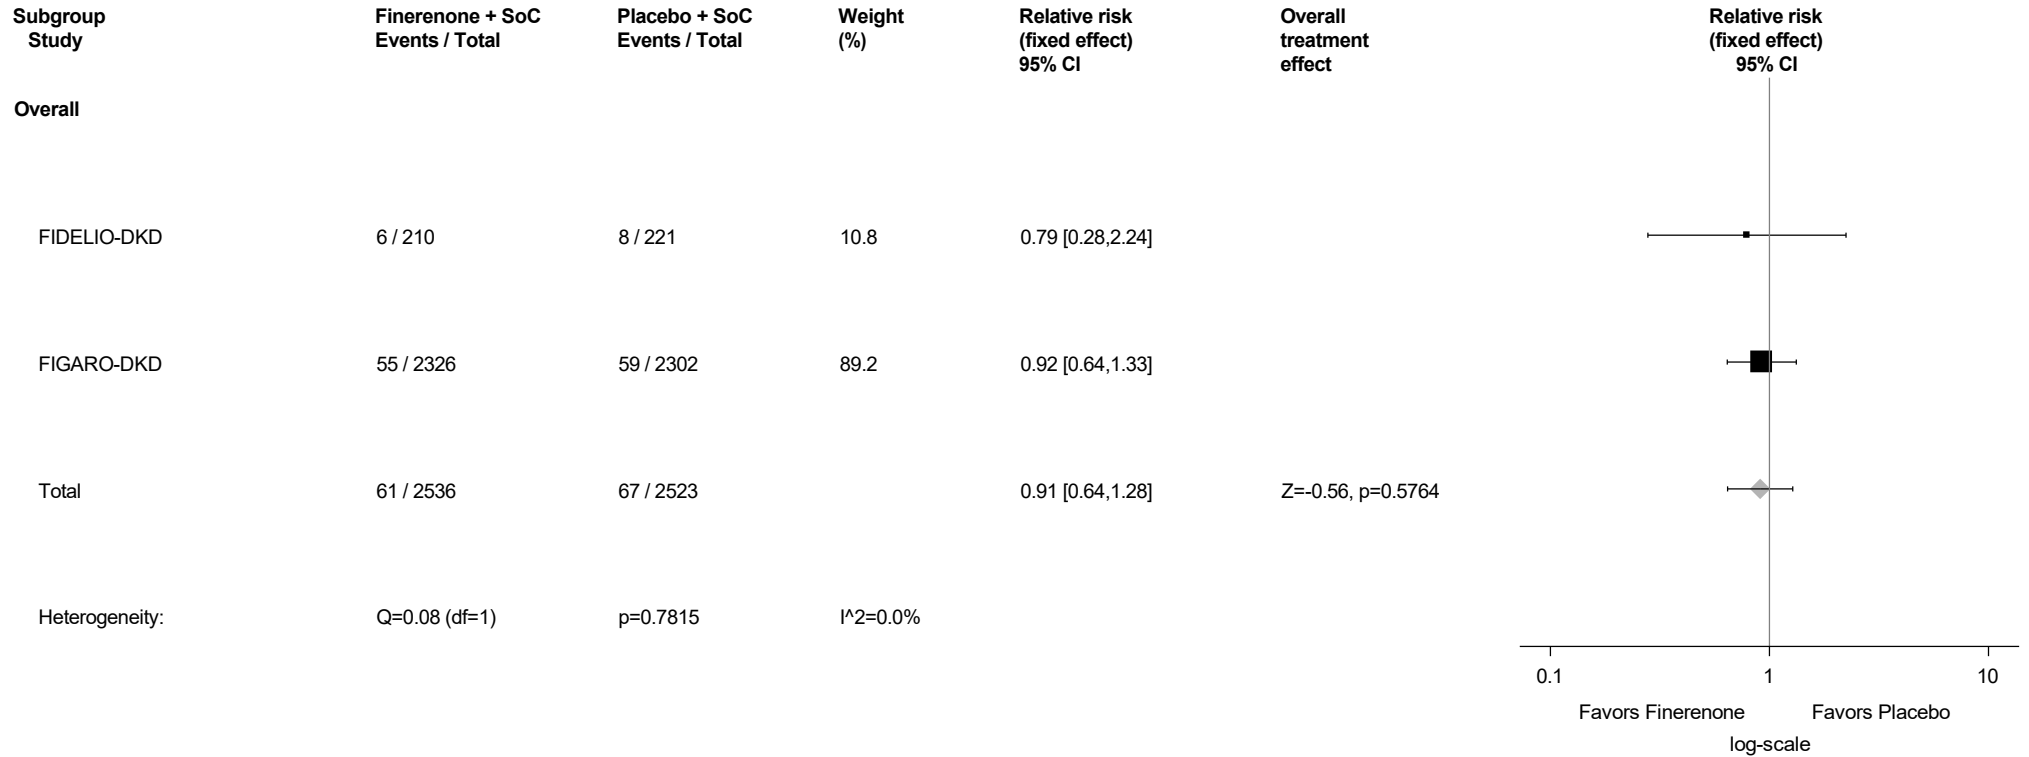 Subgroup Finerenone + SoC Placebo + SoC Weight Relative risk Overall Relative risk
Study Events / Total Events / Total (%) (fixed effect) treatment (fixed effect)
95% CI effect 95% CI
Overall
FIDELIO-DKD 6 / 210 8 / 221 10.8 0.79 [0.28,2.24]
FIGARO-DKD 55 / 2326 59 / 2302 89.2 0.92 [0.64,1.33]
Total 61 / 2536 67 / 2523 0.91 [0.64,1.28] Z=-0.56, p=0.5764
Heterogeneity: Q=0.08 (df=1) p=0.7815 I^2=0.0%
0.1 1 10
Favors Finerenone Favors Placebo
log-scale